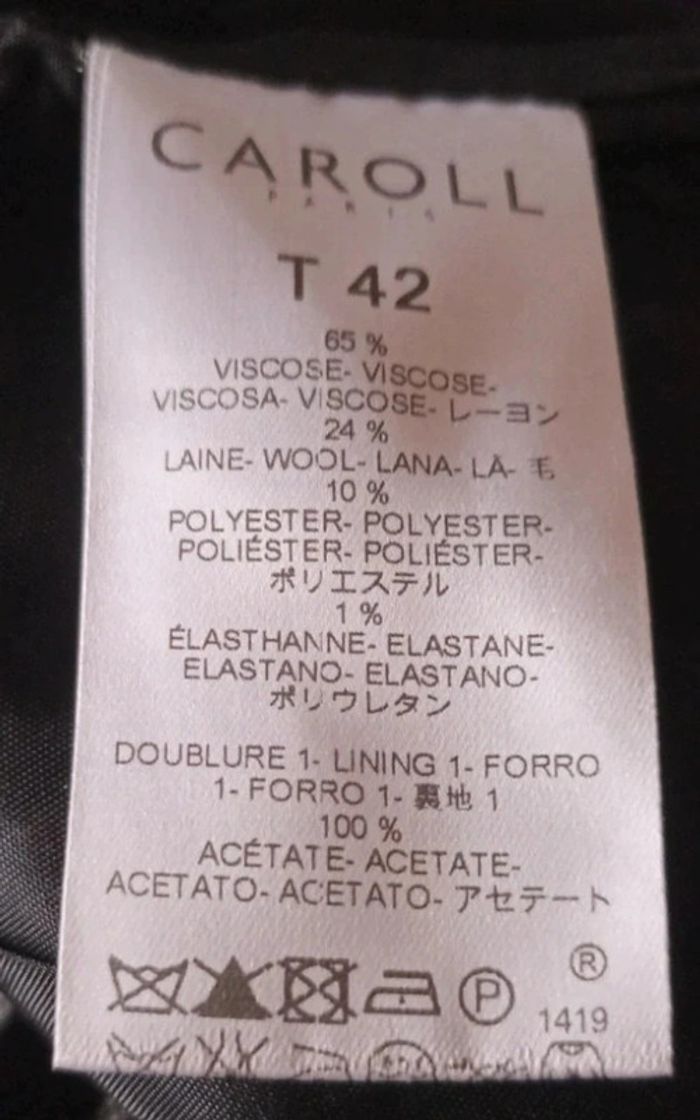 CAROLL
PARIS
T 42
65 %
VISCOSE- VISCOSE-
VISCOSA- VISCOSE- レーヨン
24 %
LAINE- WOOL- LANA- LÃ- 毛
10 %
POLYESTER- POLYESTER-
POLIÉSTER- POLIÉSTER-
ポリエステル
1 %
ÉLASTHANNE- ELASTANE-
ELASTANO- ELASTANO-
ポリウレタン
DOUBLURE 1- LINING 1- FORRO
1- FORRO 1- 裏地 1
100 %
ACÉTATE- ACETATE-
ACETATO- ACETATO- アセテート
®
P
1419